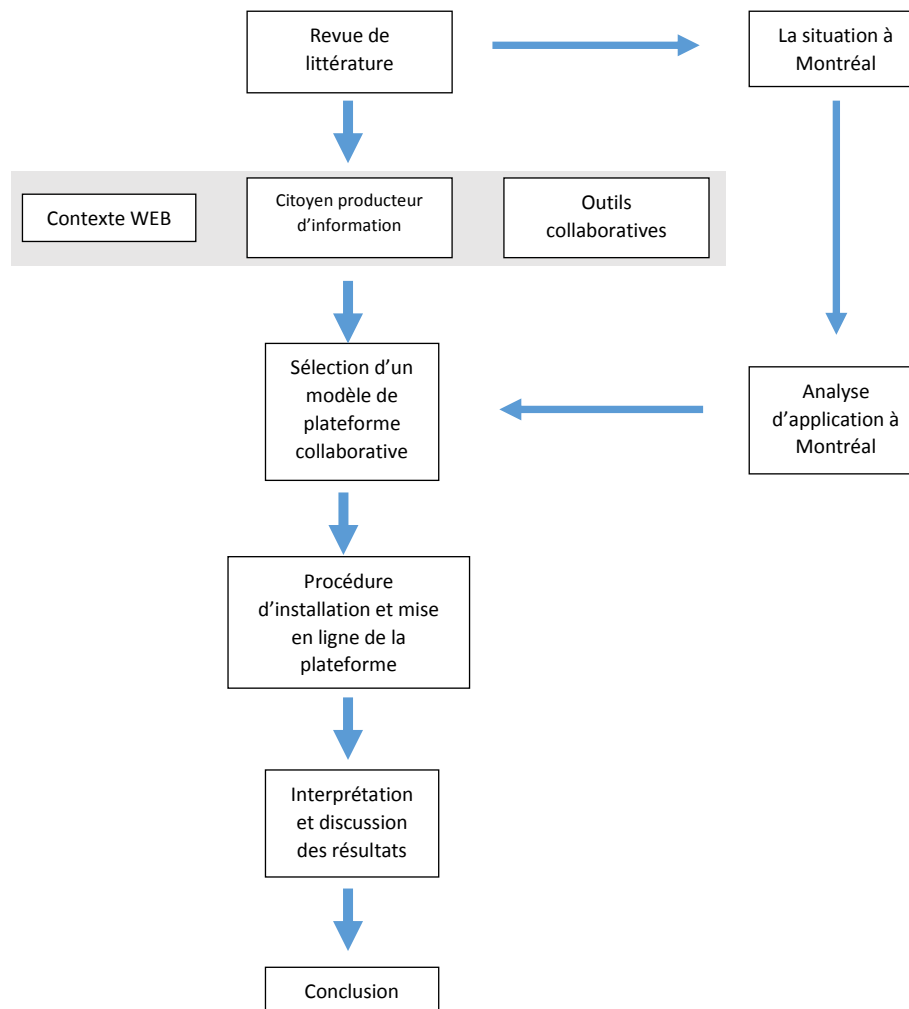 Revue de
littérature
La situation à
Montréal
Contexte WEB
Citoyen producteur
d'information
Outils
collaboratives
Sélection d'un
modèle de
plateforme
collaborative
Analyse
d'application à
Montréal
Procédure
d'installation et mise
en ligne de la
plateforme
Interprétation
et discussion
des résultats
Conclusion